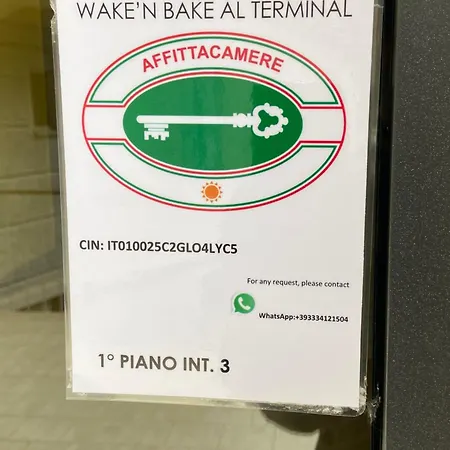 WAKE'N BAKE AL TERMINAL
AFFITTACAMERE
CIN: IT010025C2GLO4LYC5
For any request, please contact
WhatsApp:+393334121504
1° PIANO INT. 3